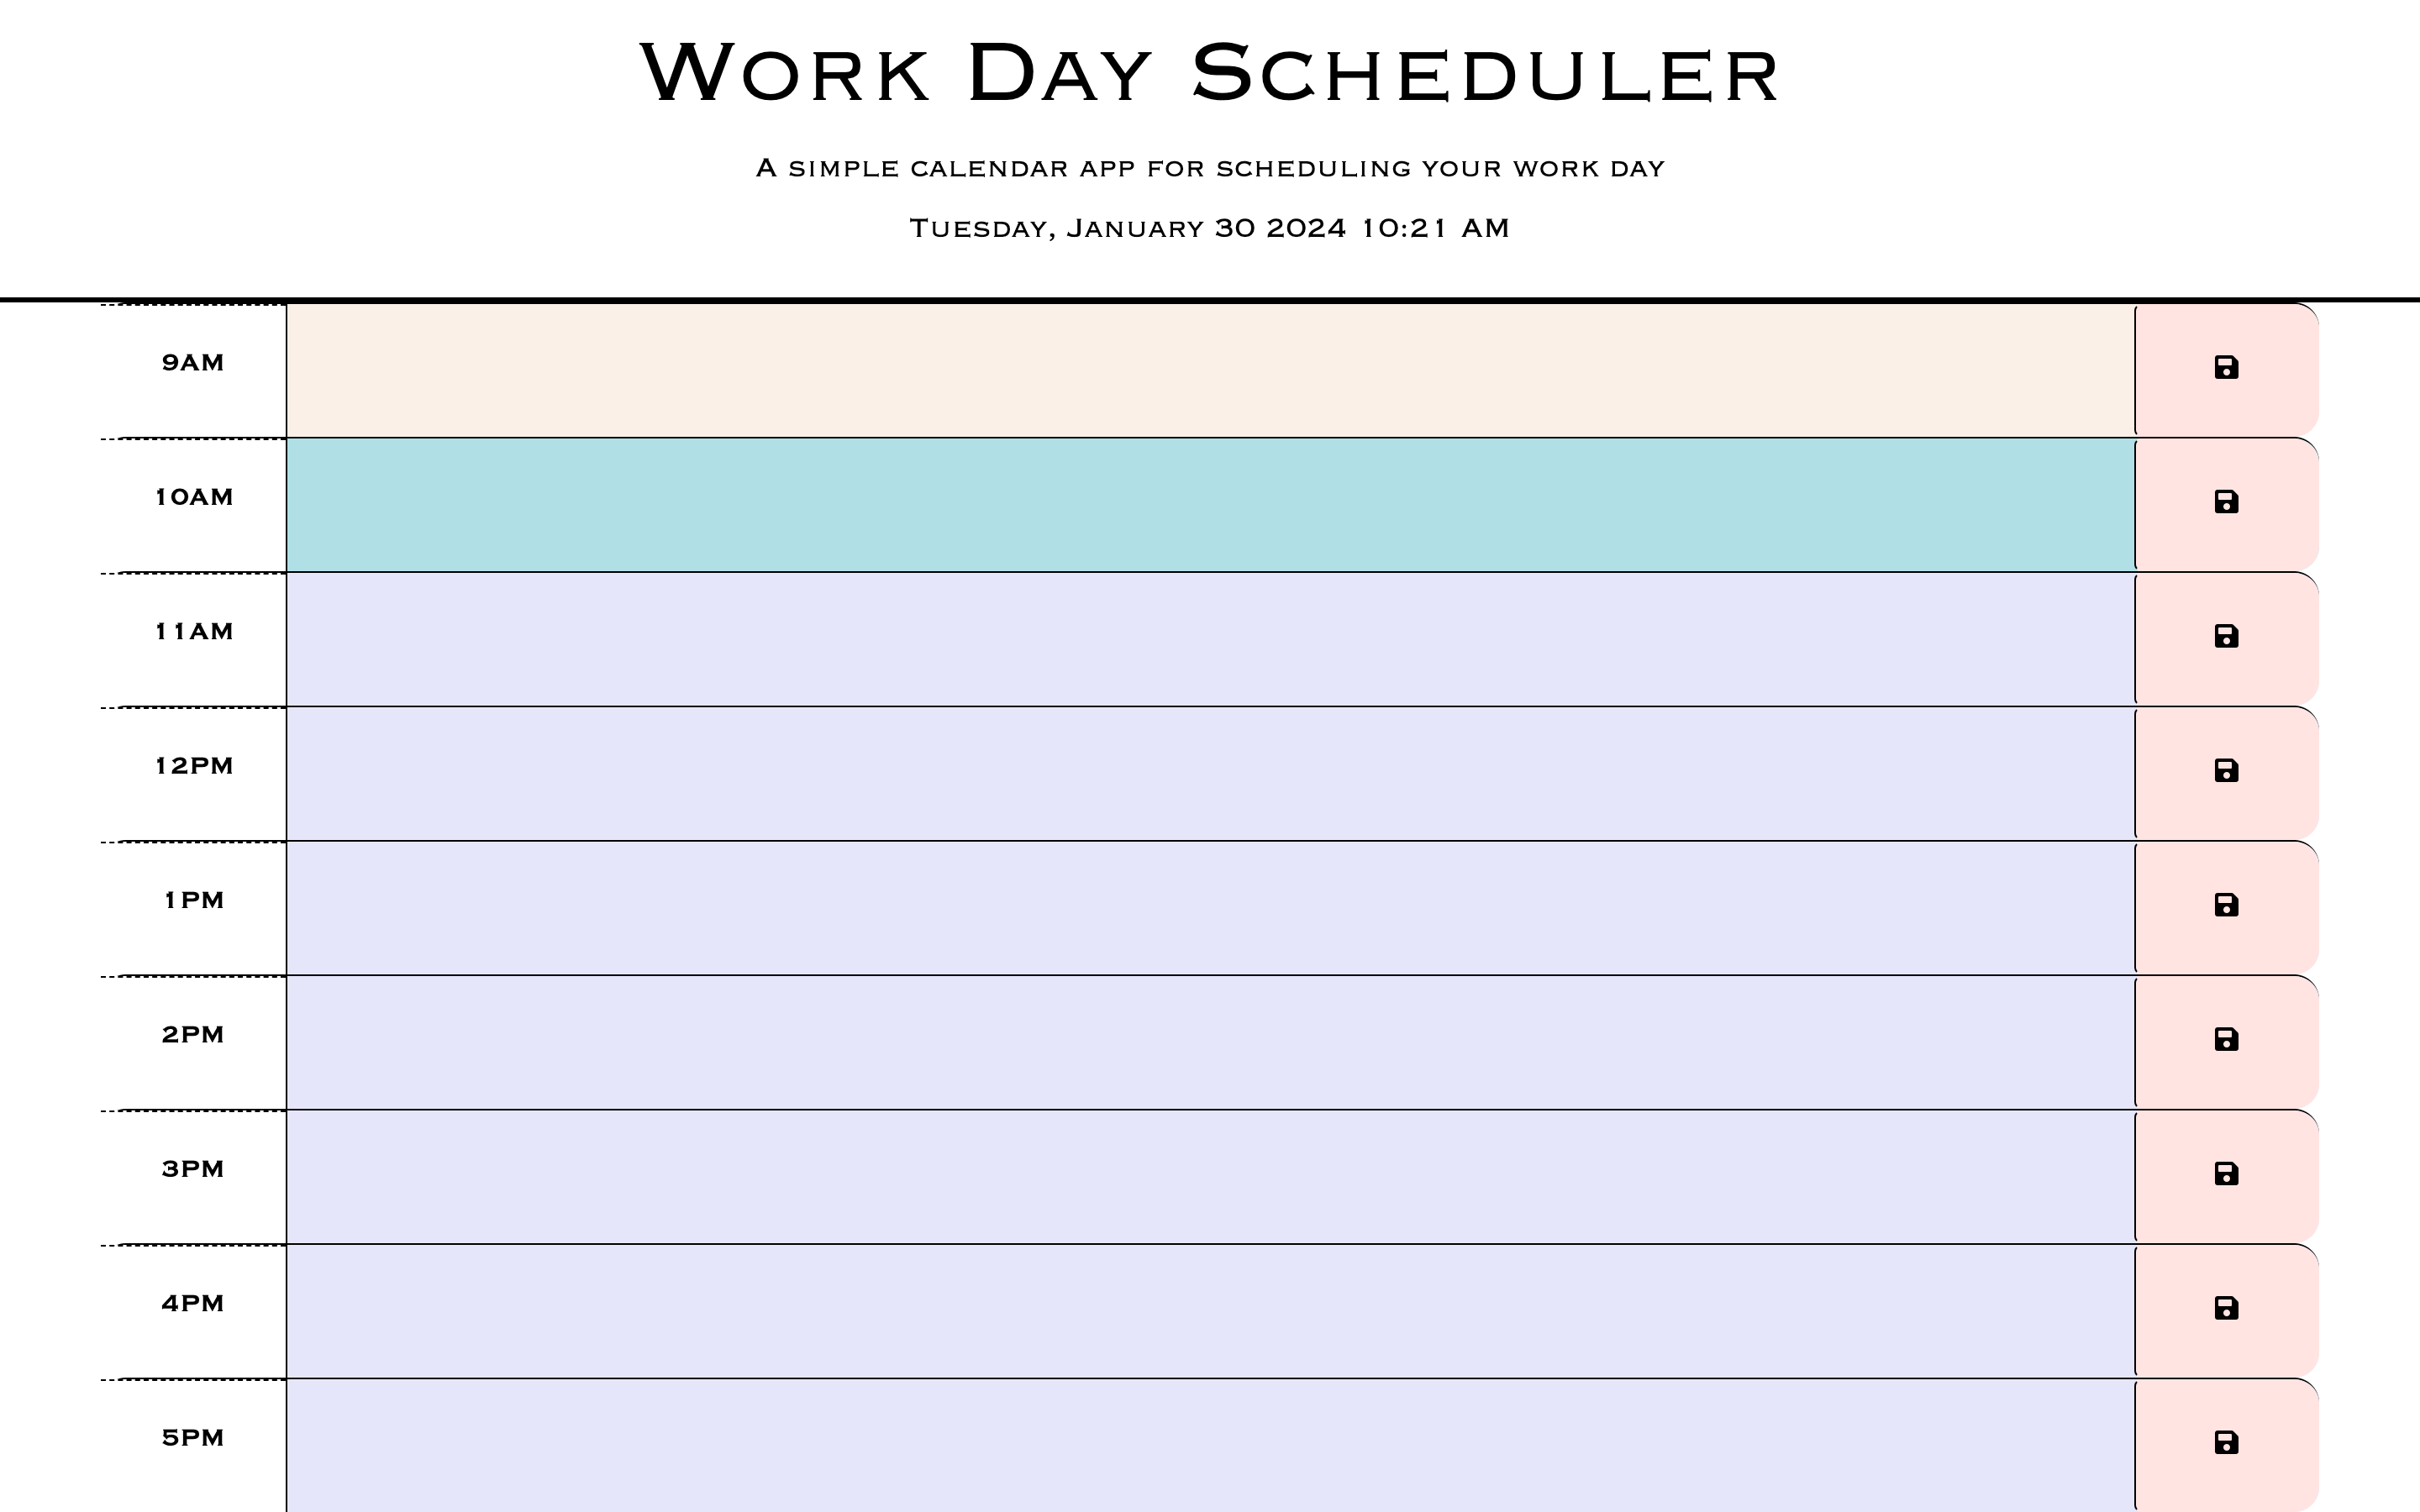 Work Day Scheduler
A simple calendar app for scheduling your work day
Tuesday, January 30 2024 10:21 AM
9AM
10AM
11AM
12PM
1PM
2PM
3PM
4PM
5PM